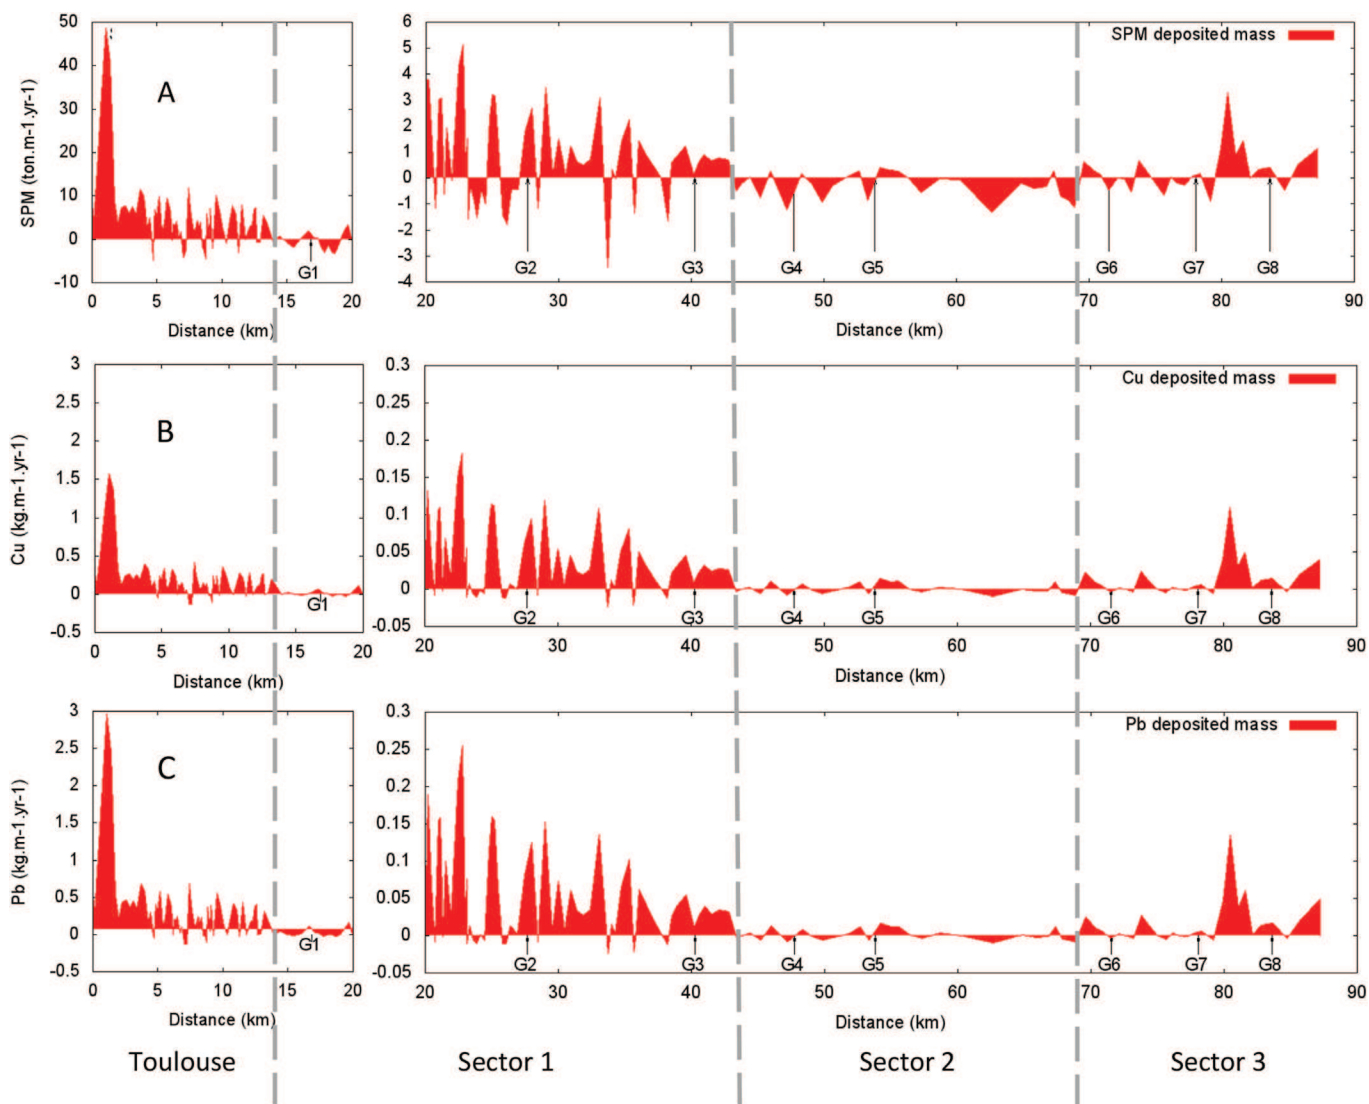 50
40
30
20
10
0
-10
SPM (ton.m-1.yr-1)
A
G1
0 5 10 15 20
Distance (km)
6
5
4
3
2
1
0
-1
-2
-3
-4
SPM deposited mass
G2 G3 G4 G5 G6 G7 G8
20 30 40 50 60 70 80 90
Distance (km)
3
2.5
2
1.5
1
0.5
0
-0.5
Cu (kg.m-1.yr-1)
B
G1
0 5 10 15 20
Distance (km)
0.3
0.25
0.2
0.15
0.1
0.05
0
-0.05
Cu deposited mass
G2 G3 G4 G5 G6 G7 G8
20 30 40 50 60 70 80 90
Distance (km)
3
2.5
2
1.5
1
0.5
0
-0.5
Pb (kg.m-1.yr-1)
C
G1
0 5 10 15 20
Distance (km)
0.3
0.25
0.2
0.15
0.1
0.05
0
-0.05
Pb deposited mass
G2 G3 G4 G5 G6 G7 G8
20 30 40 50 60 70 80 90
Distance (km)
Toulouse Sector 1 Sector 2 Sector 3